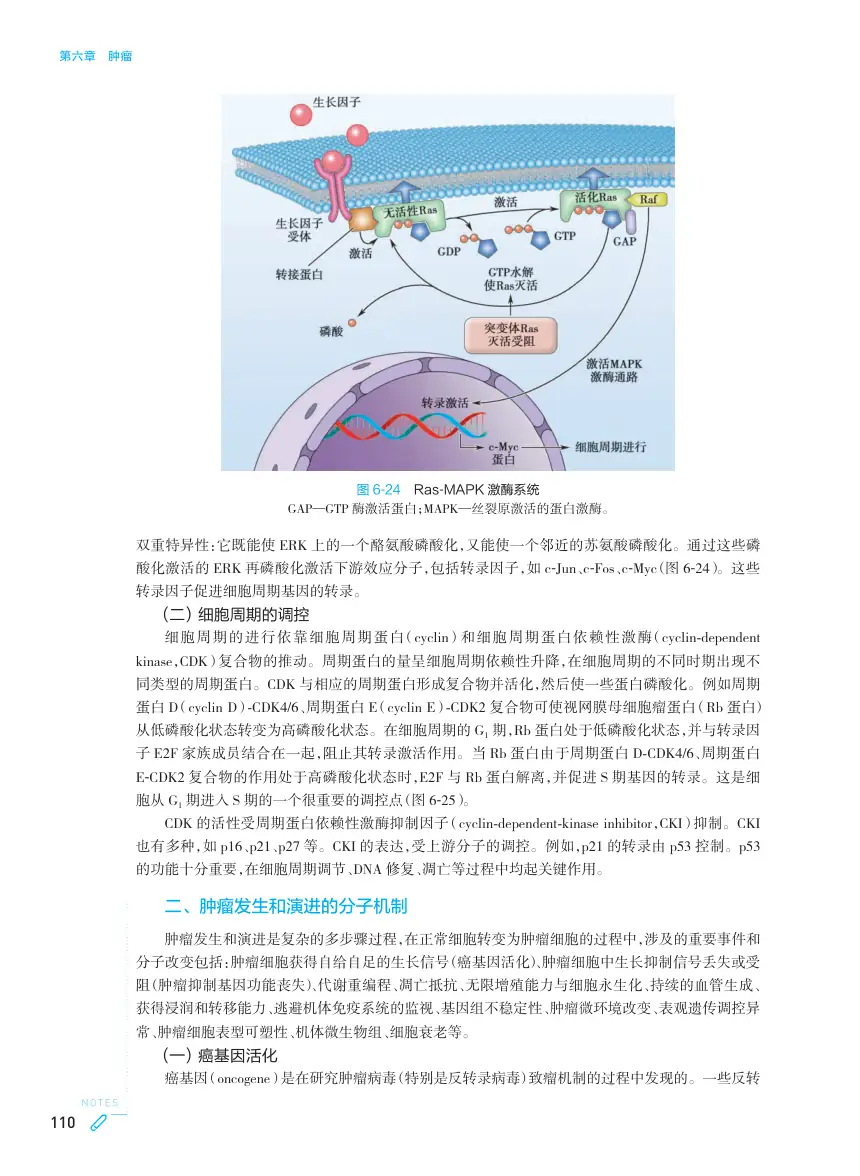 第六章 肿瘤
生长因子
生长因子
受体
转接蛋白
激活
无活性Ras
激活
GDP
GTP
活化Ras
Raf
GAP
GTP水解
使Ras灭活
磷酸
突变体Ras
灭活受阻
激活MAPK
激酶通路
转录激活
c-Myc
蛋白
细胞周期进行
图 6-24 Ras-MAPK 激酶系统
GAP—GTP 酶激活蛋白；MAPK—丝裂原激活的蛋白激酶。
双重特异性：它既能使 ERK 上的一个酪氨酸磷酸化，又能使一个邻近的苏氨酸磷酸化。通过这些磷
酸化激活的 ERK 再磷酸化激活下游效应分子，包括转录因子，如 c-Jun、c-Fos、c-Myc（图 6-24）。这些
转录因子促进细胞周期基因的转录。
（二）细胞周期的调控
细胞周期的进行依靠细胞周期蛋白（cyclin）和细胞周期蛋白依赖性激酶（cyclin-dependent
kinase，CDK）复合物的推动。周期蛋白的量呈细胞周期依赖性升降，在细胞周期的不同时期出现不
同类型的周期蛋白。CDK 与相应的周期蛋白形成复合物并活化，然后使一些蛋白磷酸化。例如周期
蛋白 D（cyclin D）-CDK4/6、周期蛋白 E（cyclin E）-CDK2 复合物可使视网膜母细胞瘤蛋白（Rb 蛋白）
从低磷酸化状态转变为高磷酸化状态。在细胞周期的 G₁ 期，Rb 蛋白处于低磷酸化状态，并与转录因
子 E2F 家族成员结合在一起，阻止其转录激活作用。当 Rb 蛋白由于周期蛋白 D-CDK4/6、周期蛋白
E-CDK2 复合物的作用处于高磷酸化状态时，E2F 与 Rb 蛋白解离，并促进 S 期基因的转录。这是细
胞从 G₁ 期进入 S 期的一个很重要的调控点（图 6-25）。
CDK 的活性受周期蛋白依赖性激酶抑制因子（cyclin-dependent-kinase inhibitor，CKI）抑制。CKI
也有多种，如 p16、p21、p27 等。CKI 的表达，受上游分子的调控。例如，p21 的转录由 p53 控制。p53
的功能十分重要，在细胞周期调节、DNA 修复、凋亡等过程中均起关键作用。
二、肿瘤发生和演进的分子机制
肿瘤发生和演进是复杂的多步骤过程，在正常细胞转变为肿瘤细胞的过程中，涉及的重要事件和
分子改变包括：肿瘤细胞获得自给自足的生长信号（癌基因活化）、肿瘤细胞中生长抑制信号丢失或受
阻（肿瘤抑制基因功能丧失）、代谢重编程、凋亡抵抗、无限增殖能力与细胞永生化、持续的血管生成、
获得浸润和转移能力、逃避机体免疫系统的监视、基因组不稳定性、肿瘤微环境改变、表观遗传调控异
常、肿瘤细胞表型可塑性、机体微生物组、细胞衰老等。
（一）癌基因活化
癌基因（oncogene）是在研究肿瘤病毒（特别是反转录病毒）致瘤机制的过程中发现的。一些反转
NOTES
110